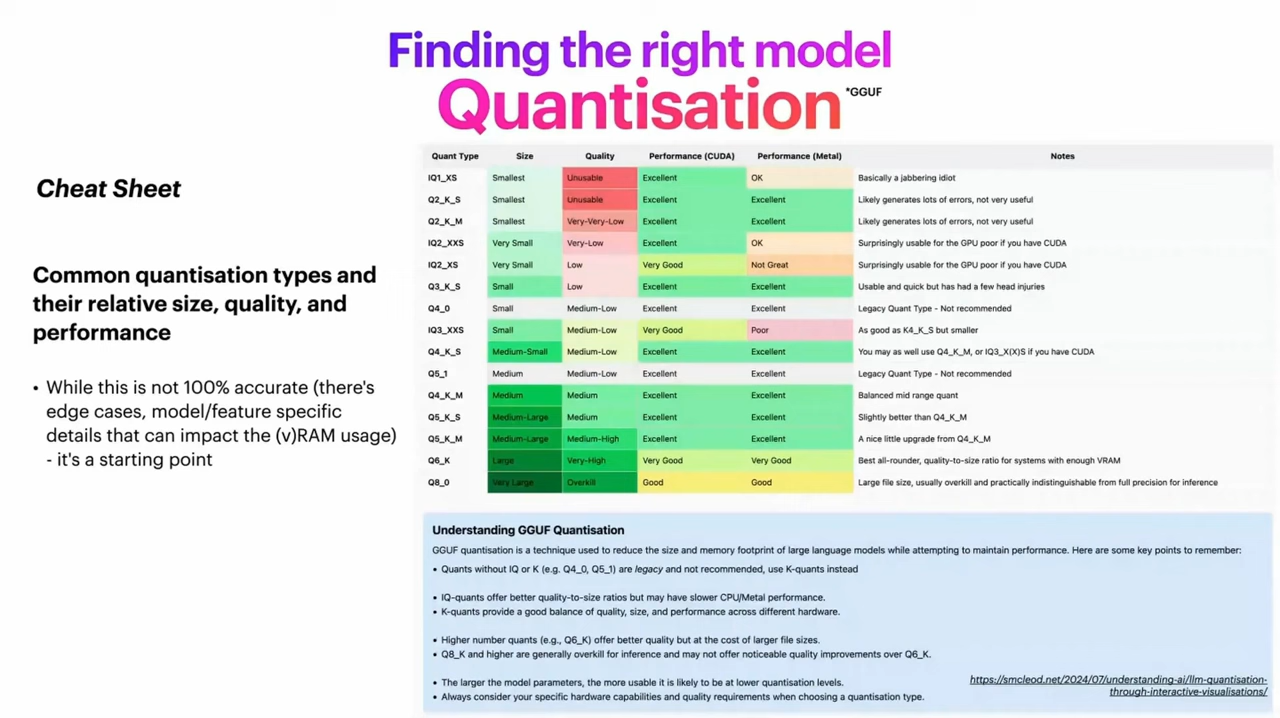 Finding the right model
Quantisation *GGUF
Cheat Sheet
Common quantisation types and
their relative size, quality, and
performance
• While this is not 100% accurate (there's
edge cases, model/feature specific
details that can impact the (v)RAM usage)
- it's a starting point
Quant Type Size Quality Performance (CUDA) Performance (Metal) Notes
IQ1_XS Smallest Unusable Excellent OK Basically a jabbering idiot
Q2_K_S Smallest Unusable Excellent Excellent Likely generates lots of errors, not very useful
Q2_K_M Smallest Very-Very-Low Excellent Excellent Likely generates lots of errors, not very useful
IQ2_XXS Very Small Very-Low Excellent OK Surprisingly usable for the GPU poor if you have CUDA
IQ2_XS Very Small Low Very Good Not Great Surprisingly usable for the GPU poor if you have CUDA
Q3_K_S Small Low Excellent Excellent Usable and quick but has had a few head injuries
Q4_0 Small Medium-Low Excellent Excellent Legacy Quant Type - Not recommended
IQ3_XXS Small Medium-Low Very Good Poor As good as K4_K_S but smaller
Q4_K_S Medium-Small Medium-Low Excellent Excellent You may as well use Q4_K_M, or IQ3_X(X)S if you have CUDA
Q5_1 Medium Medium-Low Excellent Excellent Legacy Quant Type - Not recommended
Q4_K_M Medium Medium Excellent Excellent Balanced mid range quant
Q5_K_S Medium-Large Medium Excellent Excellent Slightly better than Q4_K_M
Q5_K_M Medium-Large Medium-High Excellent Excellent A nice little upgrade from Q4_K_M
Q6_K Large Very-High Very Good Very Good Best all-rounder, quality-to-size ratio for systems with enough VRAM
Q8_0 Very Large Overkill Good Good Large file size, usually overkill and practically indistinguishable from full precision for inference
Understanding GGUF Quantisation
GGUF quantisation is a technique used to reduce the size and memory footprint of large language models while attempting to maintain performance. Here are some key points to remember:
• Quants without IQ or K (e.g. Q4_0, Q5_1) are legacy and not recommended, use K-quants instead
• IQ-quants offer better quality-to-size ratios but may have slower CPU/Metal performance.
• K-quants provide a good balance of quality, size, and performance across different hardware.
• Higher number quants (e.g., Q6_K) offer better quality but at the cost of larger file sizes.
• Q8_K and higher are generally overkill for inference and may not offer noticeable quality improvements over Q6_K.
• The larger the model parameters, the more usable it is likely to be at lower quantisation levels.
• Always consider your specific hardware capabilities and quality requirements when choosing a quantisation type.
https://smcleod.net/2024/07/understanding-ai/llm-quantisation-
through-interactive-visualisations/